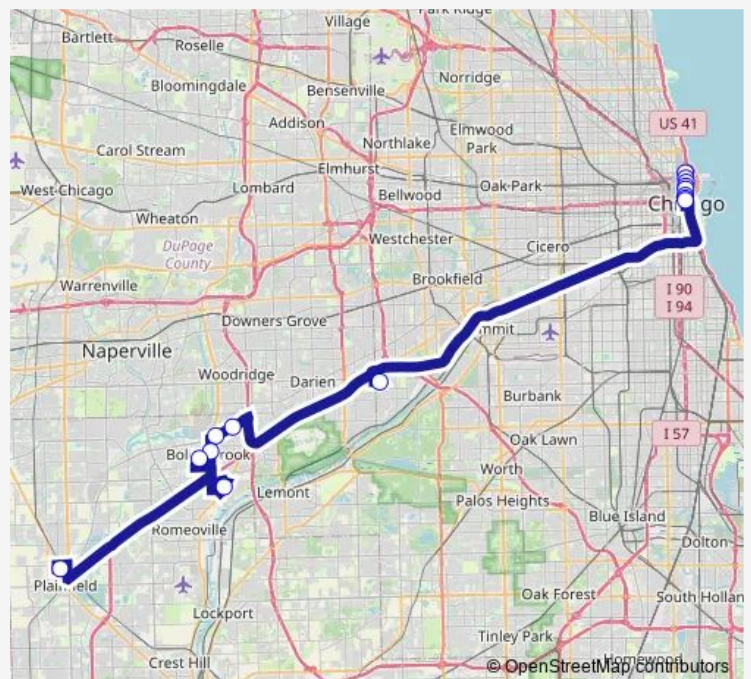 Park Ridge
Village
Bartlett
Roselle
Norridge
Bloomingdale
Bensenville
Addison
US 41
Elmwood
Park
Northlake
Carol Stream
Elmhurst
West Chicago
Lombard
Bellwood
Oak Park
Wheaton
Westchester
Cicero
DuPage
County
Warrenville
Brookfield
I 90
I 94
Downers Grove
Naperville
Woodridge
Darien
Burbank
Oak Lawn
I 57
Worth
Lemont
Palos Heights
Blue Island
Romeoville
Dolton
Lockport
Oak Forest
South Hollan
Tinley Park
Crest Hill
Homewood
© OpenStreetMap contributors